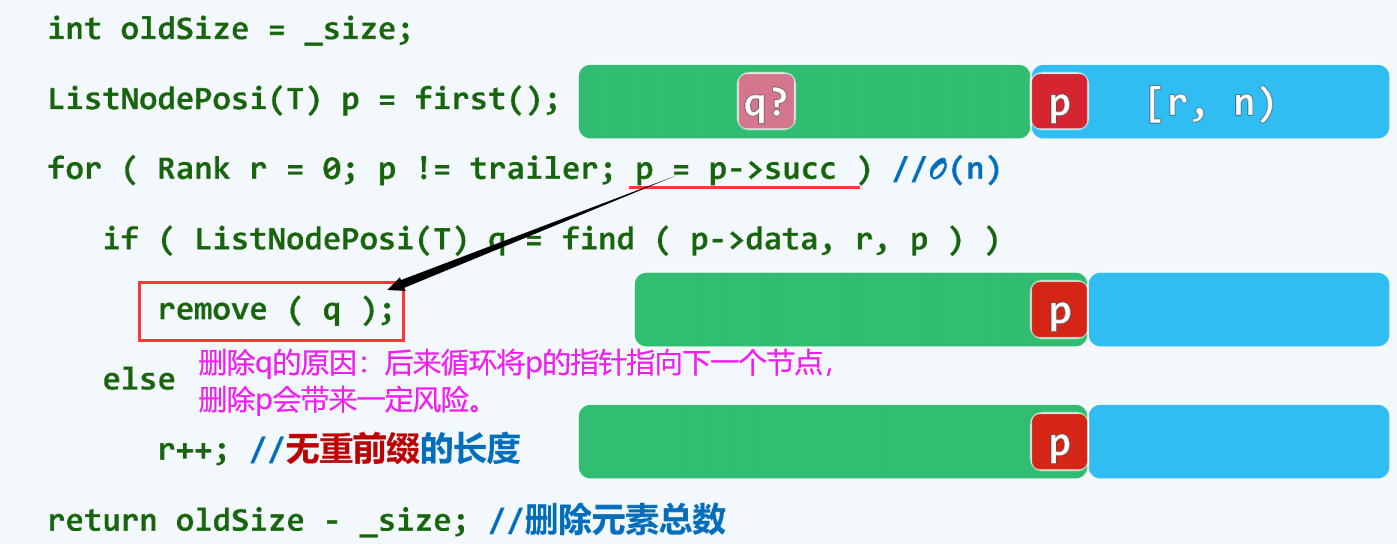 int oldSize = _size;
ListNodePosi(T) p = first();
q?
p
[r, n)
for ( Rank r = 0; p != trailer; p = p->succ ) //O(n)
if ( ListNodePosi(T) q = find ( p->data, r, p ) )
remove ( q );
p
删除q的原因：后来循环将p的指针指向下一个节点，
删除p会带来一定风险。
else
r++; //无重前缀的长度
p
return oldSize - _size; //删除元素总数